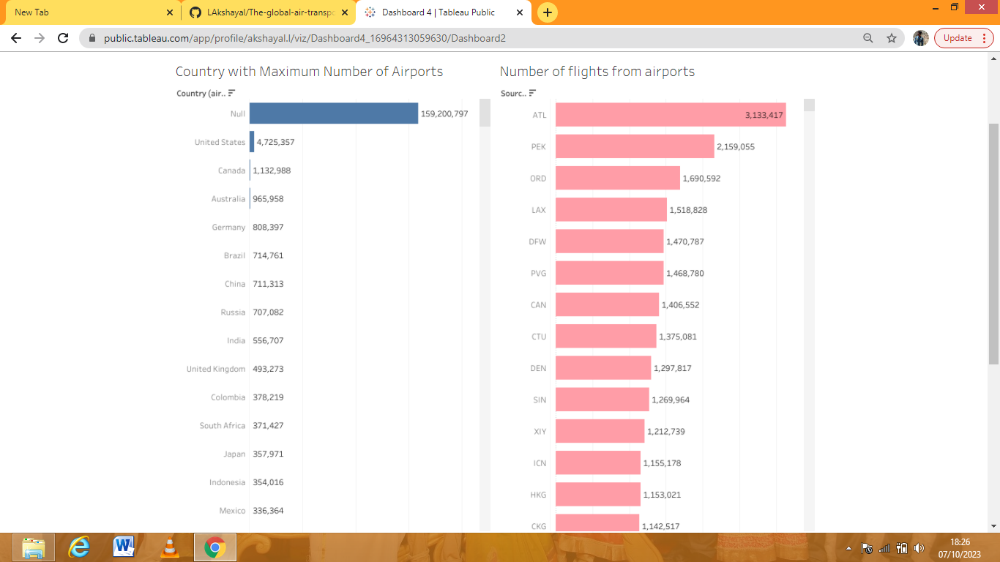 New Tab
LAkshayal/The-global-air-transpo
Dashboard 4 | Tableau Public
public.tableau.com/app/profile/akshayal.l/viz/Dashboard4_16964313059630/Dashboard2
Update
Country with Maximum Number of Airports
Country (air..
Null 159,200,797
United States 4,725,357
Canada 1,132,988
Australia 965,958
Germany 808,397
Brazil 714,761
China 711,313
Russia 707,082
India 556,707
United Kingdom 493,273
Colombia 378,219
South Africa 371,427
Japan 357,971
Indonesia 354,016
Mexico 336,364
Number of flights from airports
Sourc..
ATL 3,133,417
PEK 2,159,055
ORD 1,690,592
LAX 1,518,828
DFW 1,470,787
PVG 1,468,780
CAN 1,406,552
CTU 1,375,081
DEN 1,297,817
SIN 1,269,964
XIY 1,212,739
ICN 1,155,178
HKG 1,153,021
CKG 1,142,517
18:26
07/10/2023